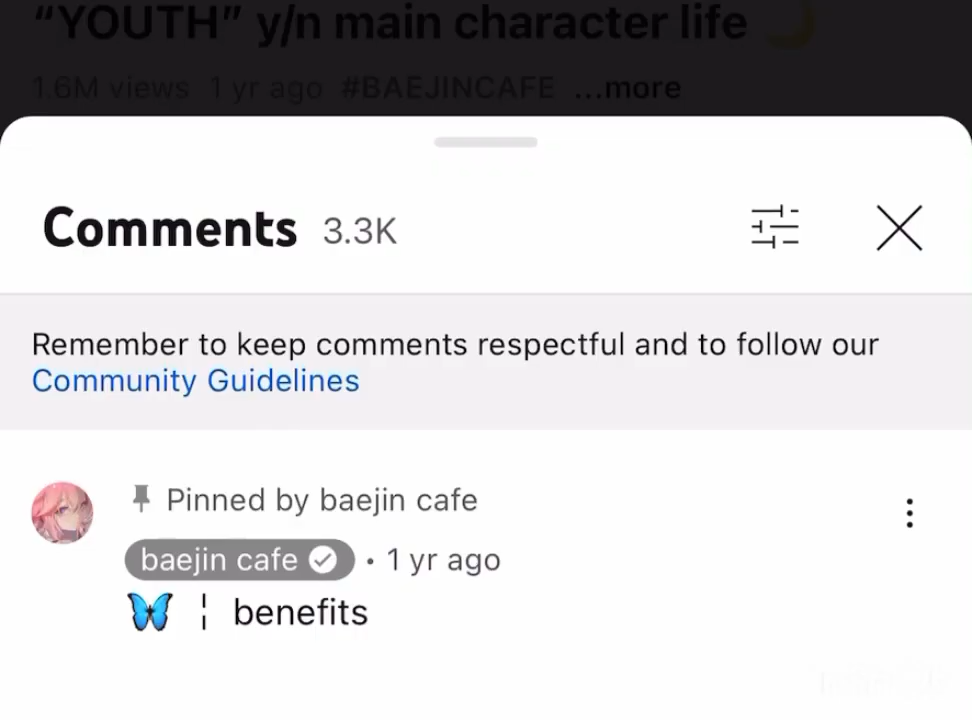 “YOUTH” y/n main character life 🌙
1.6M views 1 yr ago #BAEJINCAFE ...more
Comments 3.3K
Remember to keep comments respectful and to follow our
Community Guidelines
Pinned by baejin cafe
baejin cafe • 1 yr ago
🦋 ¦ benefits